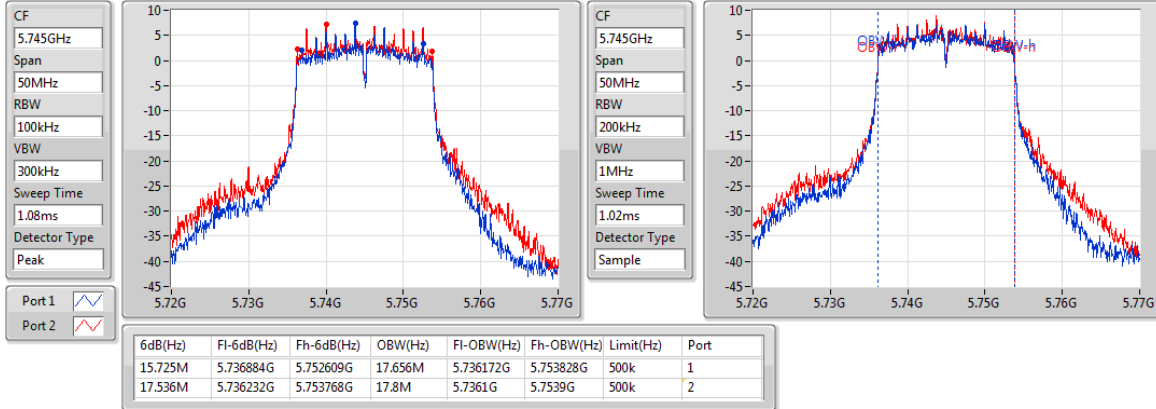 CF
5.745GHz
Span
50MHz
RBW
100kHz
VBW
300kHz
Sweep Time
1.08ms
Detector Type
Peak
Port 1
Port 2
10
5
0
-5
-10
-15
-20
-25
-30
-35
-40
-45
5.72G 5.73G 5.74G 5.75G 5.76G 5.77G
CF
5.745GHz
Span
50MHz
RBW
200kHz
VBW
1MHz
Sweep Time
1.02ms
Detector Type
Sample
10
5
0
-5
-10
-15
-20
-25
-30
-35
-40
-45
5.72G 5.73G 5.74G 5.75G 5.76G 5.77G
6dB(Hz) Fl-6dB(Hz) Fh-6dB(Hz) OBW(Hz) Fl-OBW(Hz) Fh-OBW(Hz) Limit(Hz) Port
15.725M 5.736884G 5.752609G 17.656M 5.736172G 5.753828G 500k 1
17.536M 5.736232G 5.753768G 17.8M 5.7361G 5.7539G 500k 2